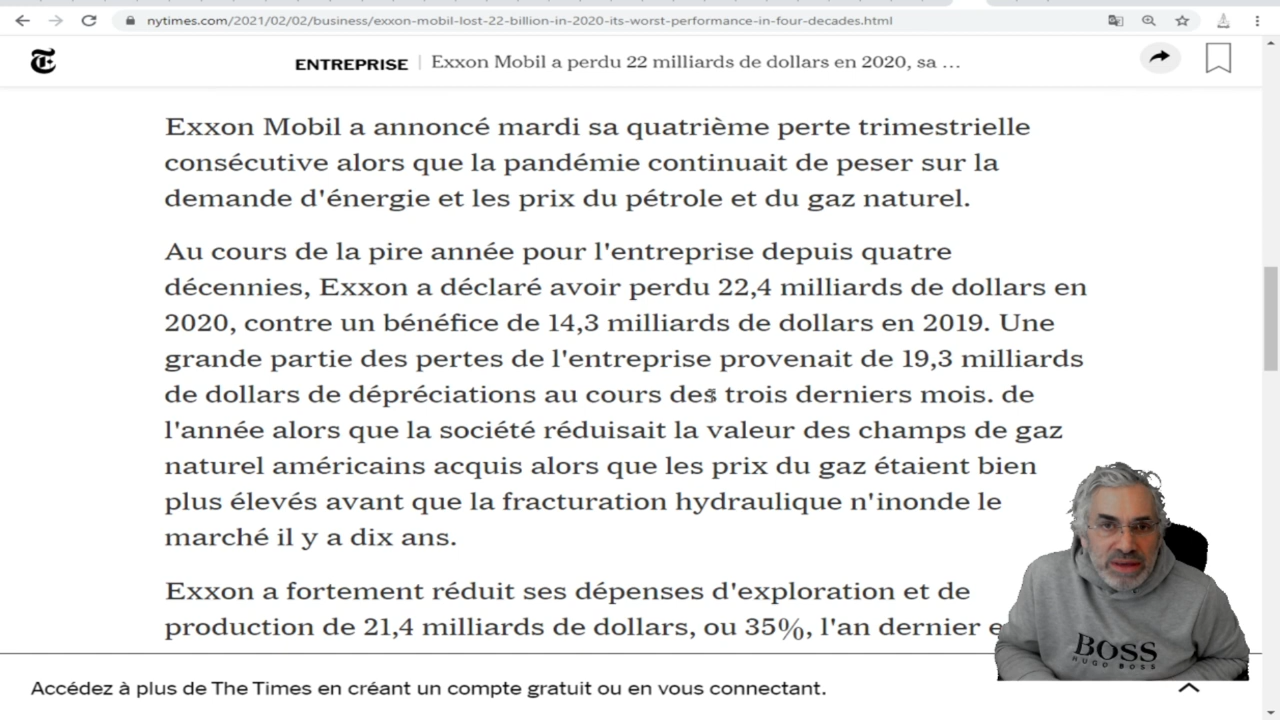 nytimes.com/2021/02/02/business/exxon-mobil-lost-22-billion-in-2020-its-worst-performance-in-four-decades.html
ENTREPRISE | Exxon Mobil a perdu 22 milliards de dollars en 2020, sa ...
Exxon Mobil a annoncé mardi sa quatrième perte trimestrielle
consécutive alors que la pandémie continuait de peser sur la
demande d'énergie et les prix du pétrole et du gaz naturel.
Au cours de la pire année pour l'entreprise depuis quatre
décennies, Exxon a déclaré avoir perdu 22,4 milliards de dollars en
2020, contre un bénéfice de 14,3 milliards de dollars en 2019. Une
grande partie des pertes de l'entreprise provenait de 19,3 milliards
de dollars de dépréciations au cours des trois derniers mois. de
l'année alors que la société réduisait la valeur des champs de gaz
naturel américains acquis alors que les prix du gaz étaient bien
plus élevés avant que la fracturation hydraulique n'inonde le
marché il y a dix ans.
Exxon a fortement réduit ses dépenses d'exploration et de
production de 21,4 milliards de dollars, ou 35%, l'an dernier
BOSS
HUGO BOSS
Accédez à plus de The Times en créant un compte gratuit ou en vous connectant.